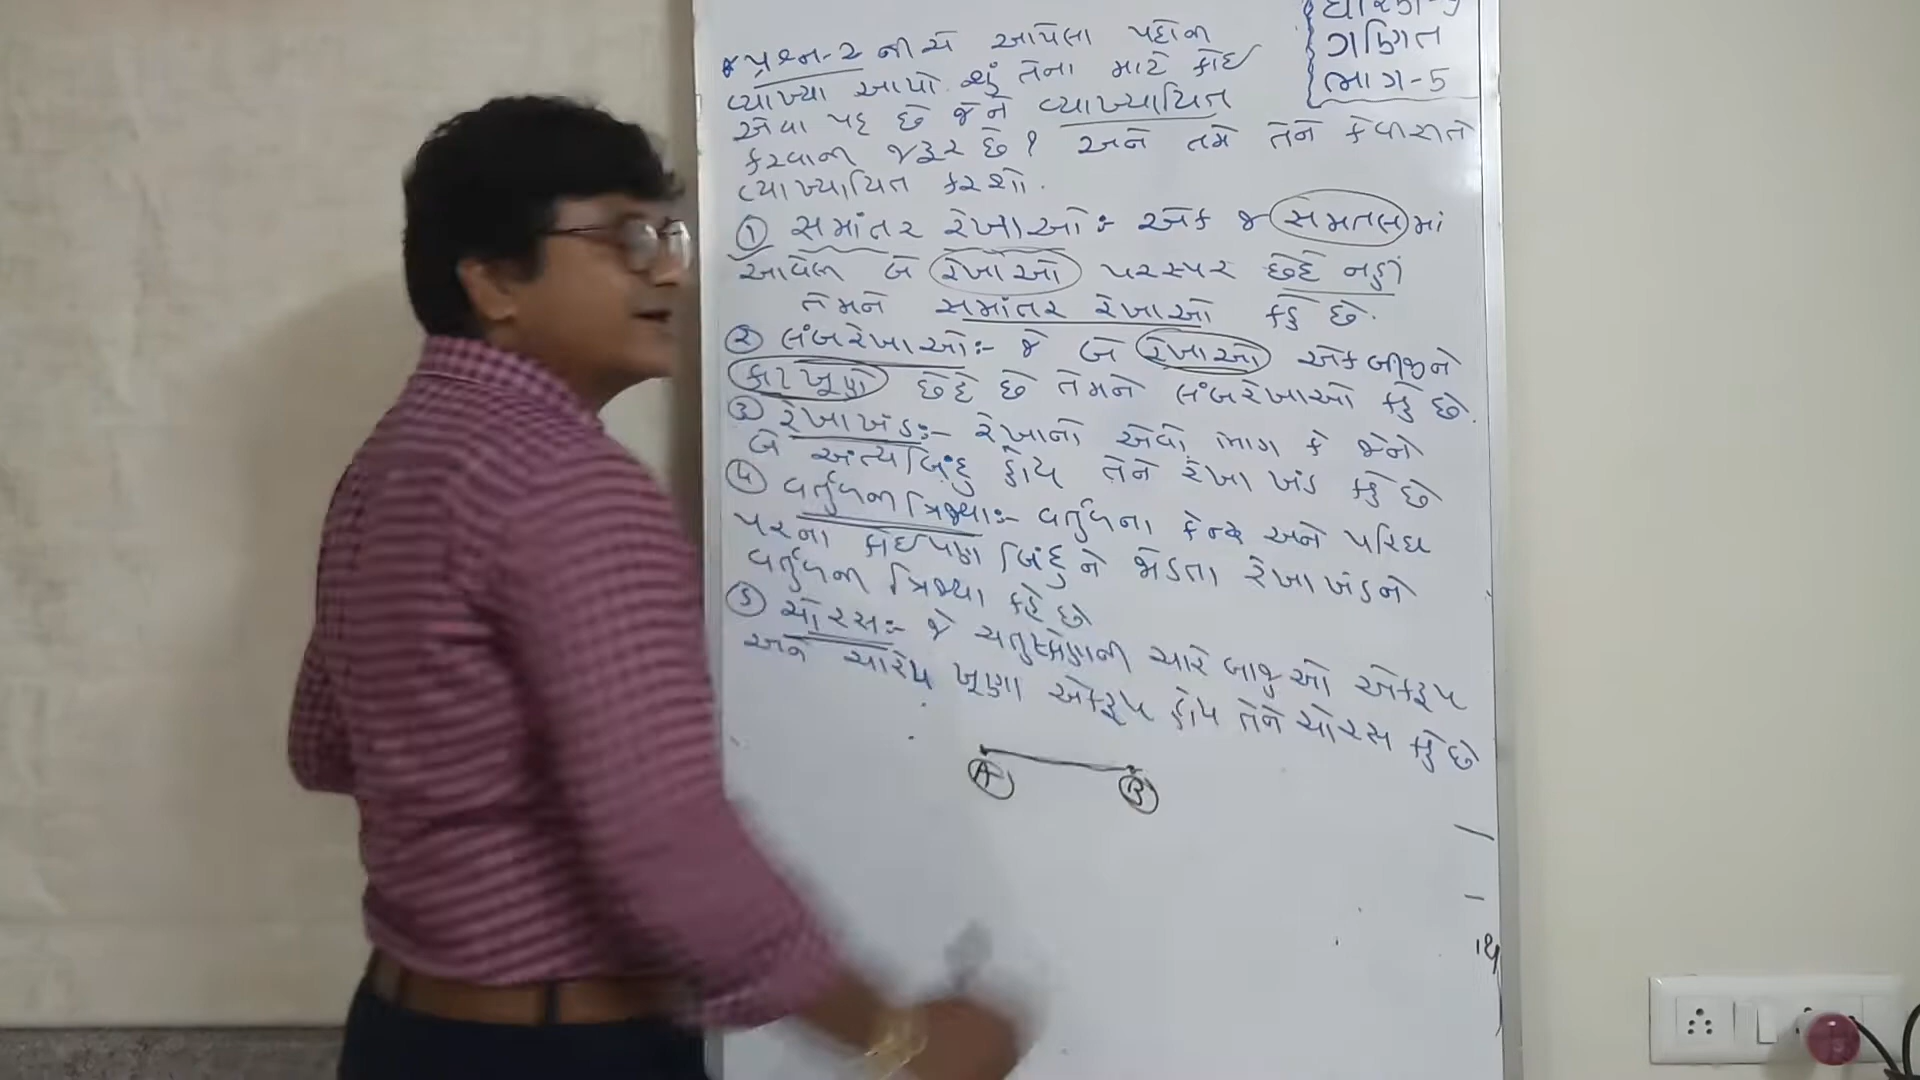 પ્રશ્ન-૨ નીચે આપેલા પદોની
વ્યાખ્યા આપો. શું તેના માટે કોઈ
એવા પદ છે જેને વ્યાખ્યાયિત
કરવાની જરૂર છે? અને તમે તેને કેવી રીતે
વ્યાખ્યાયિત કરશો.
ધોરણ-૯
ગણિત
ભાગ-5
① સમાંતર રેખાઓ:- એક જ સમતલમાં
આવેલી બે રેખાઓ પરસ્પર છેદે નહીં
તેમને સમાંતર રેખાઓ કહે છે.
② લંબરેખાઓ:- જે બે રેખાઓ એકબીજાને
કાટખૂણે છેદે છે તેમને લંબરેખાઓ કહે છે.
③ રેખાખંડ:- રેખાનો એવો ભાગ કે જેને
બે અંત્યબિંદુ હોય તેને રેખાખંડ કહે છે
④ વર્તુળની ત્રિજ્યા:- વર્તુળના કેન્દ્ર અને પરિઘ
પરના કોઈપણ બિંદુને જોડતા રેખાખંડને
વર્તુળની ત્રિજ્યા કહે છે
⑤ ચોરસ:- જે ચતુષ્કોણની ચારે બાજુઓ એકરૂપ
અને ચારેય ખૂણા એકરૂપ હોય તેને ચોરસ કહે છે
A B